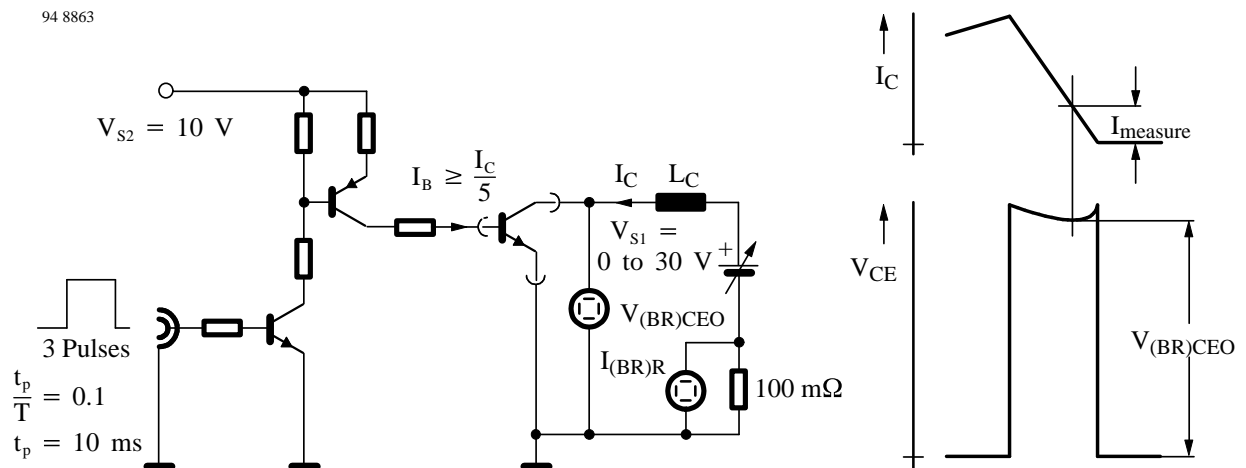 94 8863
V_S2 = 10 V
I_B ≥ I_C/5
I_C
L_C
V_S1 =
0 to 30 V
+
V_(BR)CEO
I_(BR)R
100 mΩ
3 Pulses
t_p/T = 0.1
t_p = 10 ms
I_C
I_measure
V_CE
V_(BR)CEO